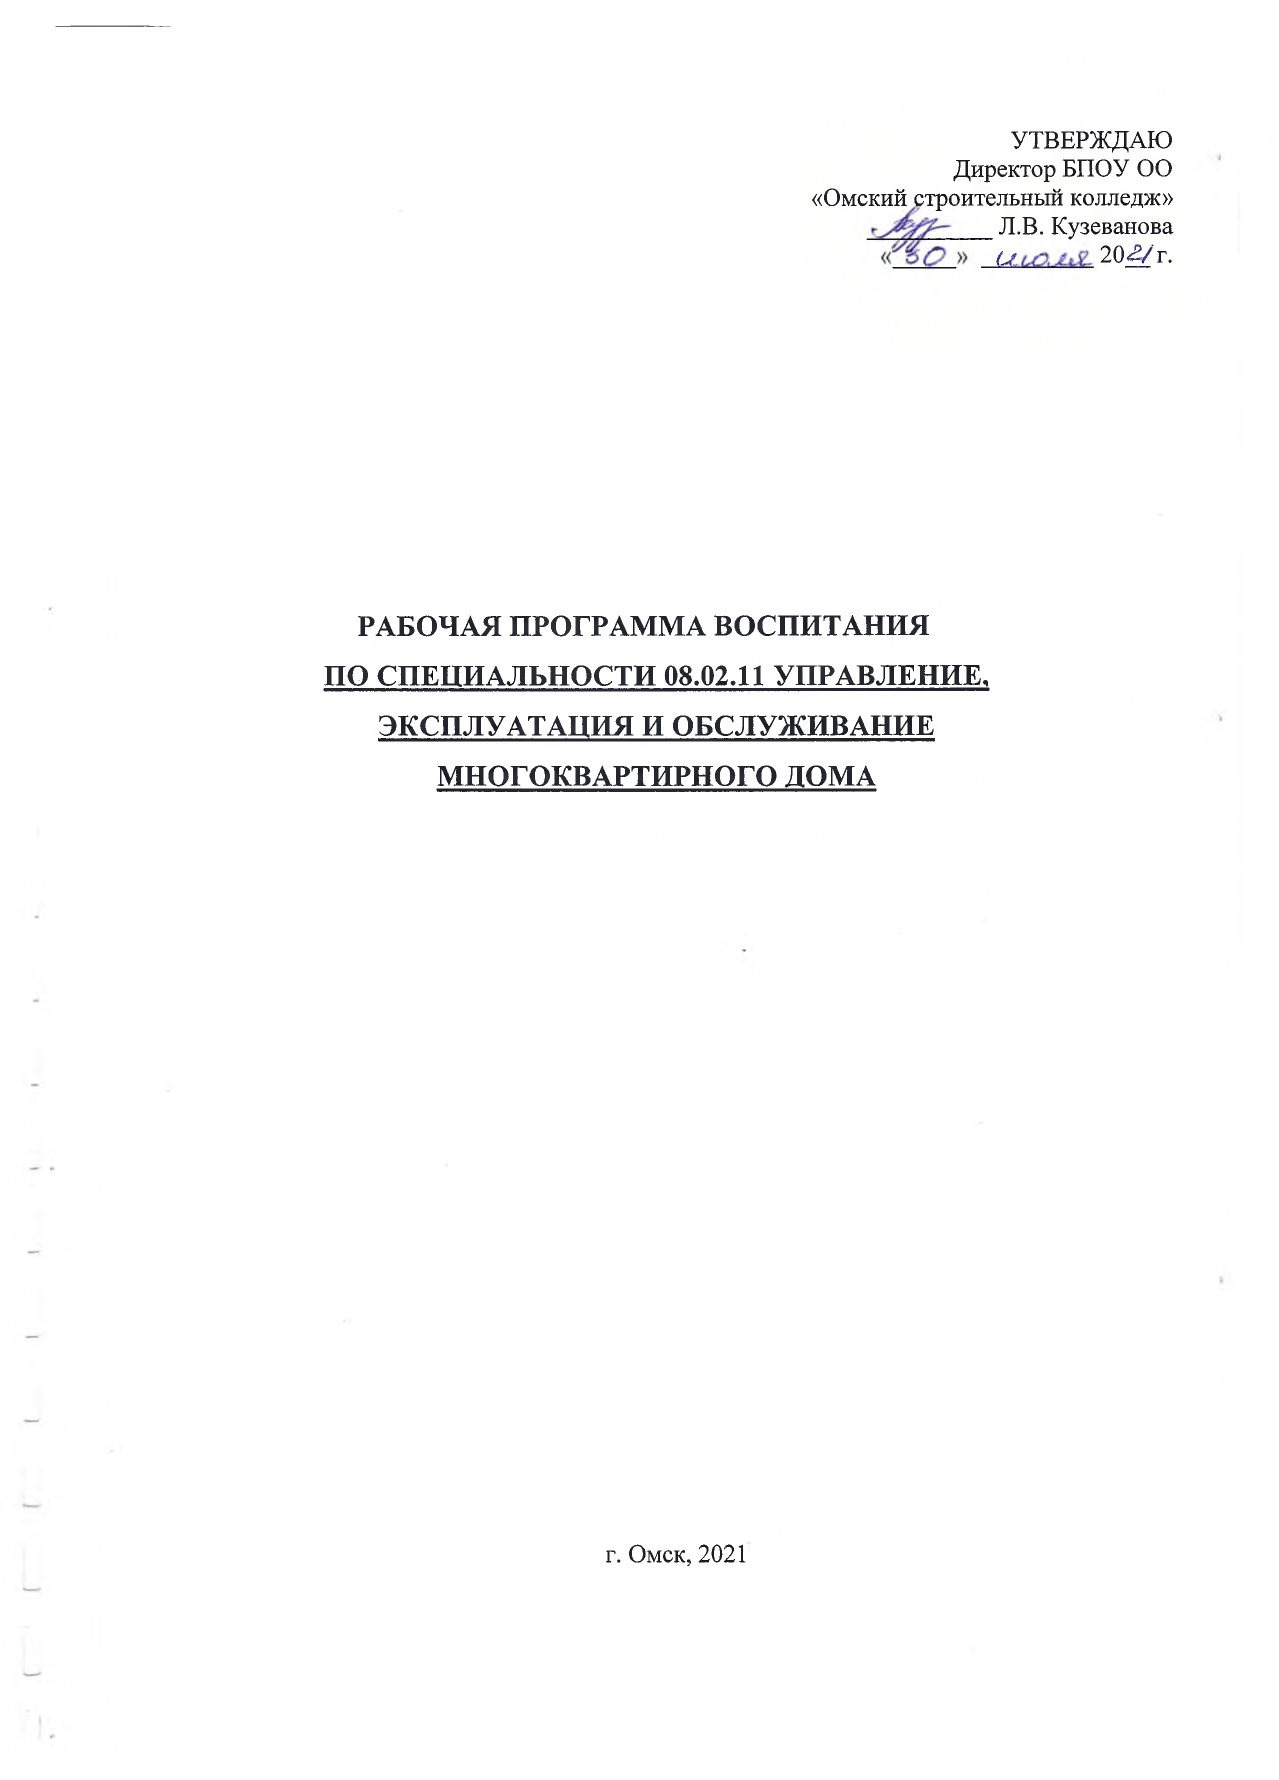 УТВЕРЖДАЮ
Директор БПОУ ОО
«Омский строительный колледж»
Л.В. Кузеванова
«30» июля 2021 г.
РАБОЧАЯ ПРОГРАММА ВОСПИТАНИЯ
ПО СПЕЦИАЛЬНОСТИ 08.02.11 УПРАВЛЕНИЕ,
ЭКСПЛУАТАЦИЯ И ОБСЛУЖИВАНИЕ
МНОГОКВАРТИРНОГО ДОМА
г. Омск, 2021